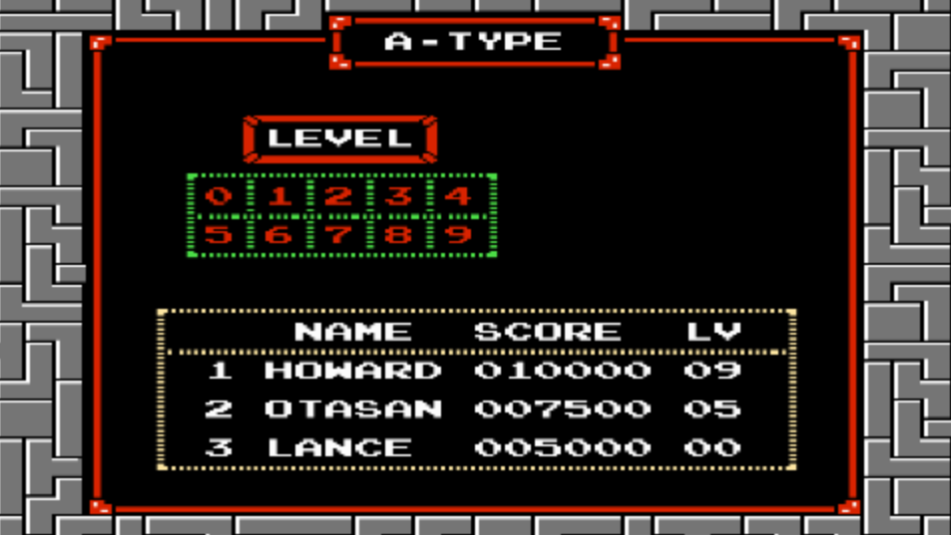 A-TYPE
LEVEL
0 1 2 3 4
5 6 7 8 9
NAME SCORE LV
1 HOWARD 010000 09
2 OTASAN 007500 05
3 LANCE 005000 00